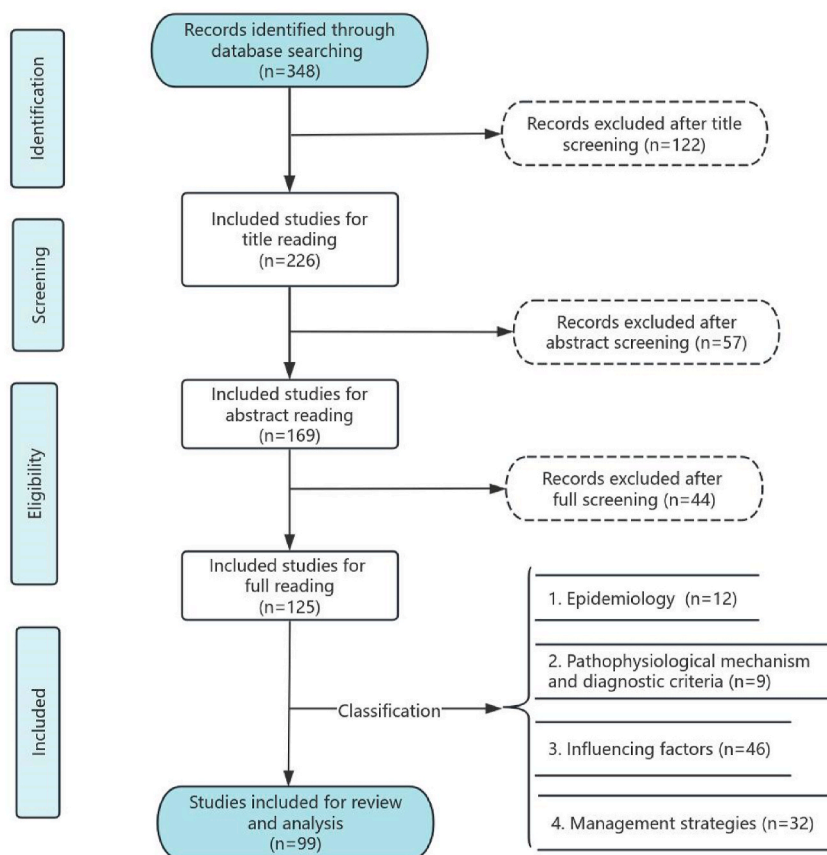 Identification
Records identified through
database searching
(n=348)
Records excluded after title
screening (n=122)
Screening
Included studies for
title reading
(n=226)
Records excluded after
abstract screening (n=57)
Eligibility
Included studies for
abstract reading
(n=169)
Records excluded after
full screening (n=44)
Included studies for
full reading
(n=125)
Included
Classification
1. Epidemiology (n=12)
2. Pathophysiological mechanism
and diagnostic criteria (n=9)
3. Influencing factors (n=46)
4. Management strategies (n=32)
Studies included for review
and analysis
(n=99)